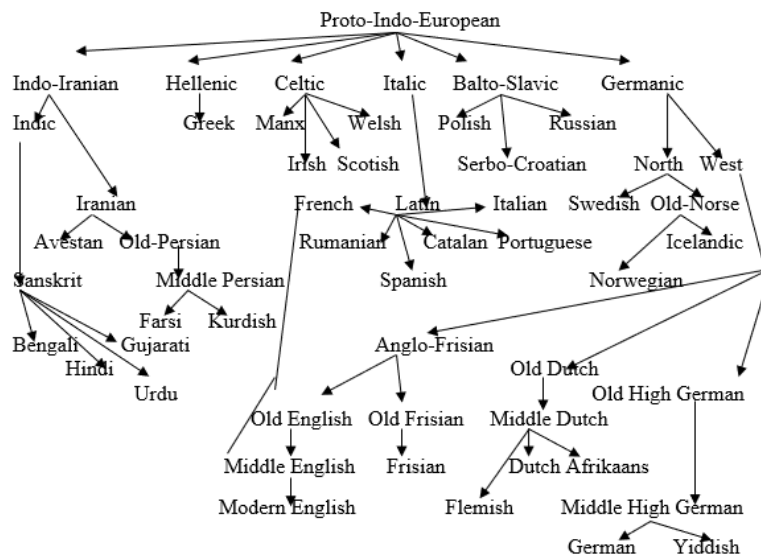 Proto-Indo-European
Indo-Iranian Hellenic Celtic Italic Balto-Slavic Germanic
Indic Greek Manx Welsh Polish Russian
Irish Scotish Serbo-Croatian North West
Iranian French Latin Italian Swedish Old-Norse
Avestan Old-Persian Rumanian Catalan Portuguese Icelandic
Sanskrit Middle Persian Spanish Norwegian
Farsi Kurdish
Bengali Gujarati Anglo-Frisian
Hindi Old Dutch
Urdu Old High German
Old English Old Frisian Middle Dutch
Middle English Frisian Dutch Afrikaans
Modern English Flemish Middle High German
German Yiddish